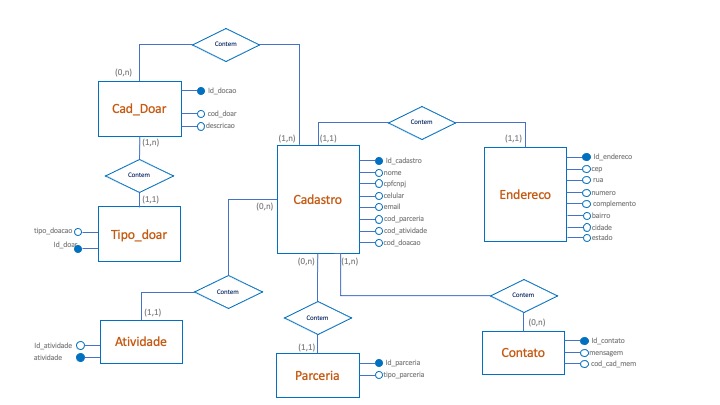 Contem
(0,n)
Id_docao
Cad_Doar
cod_doar
descricao
(1,n)
(1,n)
(1,1)
Contem
(1,1)
Contem
(1,1)
Cadastro
Id_cadastro
nome
cpfcnpj
celular
email
cod_parceria
cod_atividade
cod_doacao
Endereco
Id_endereco
cep
rua
numero
complemento
bairro
cidade
estado
tipo_doacao
Id_doar
Tipo_doar
(0,n)
(0,n)
(1,n)
Contem
Contem
Contem
(1,1)
(1,1)
(0,n)
Id_atividade
atividade
Atividade
Parceria
Id_parceria
tipo_parceria
Contato
Id_contato
mensagem
cod_cad_mem